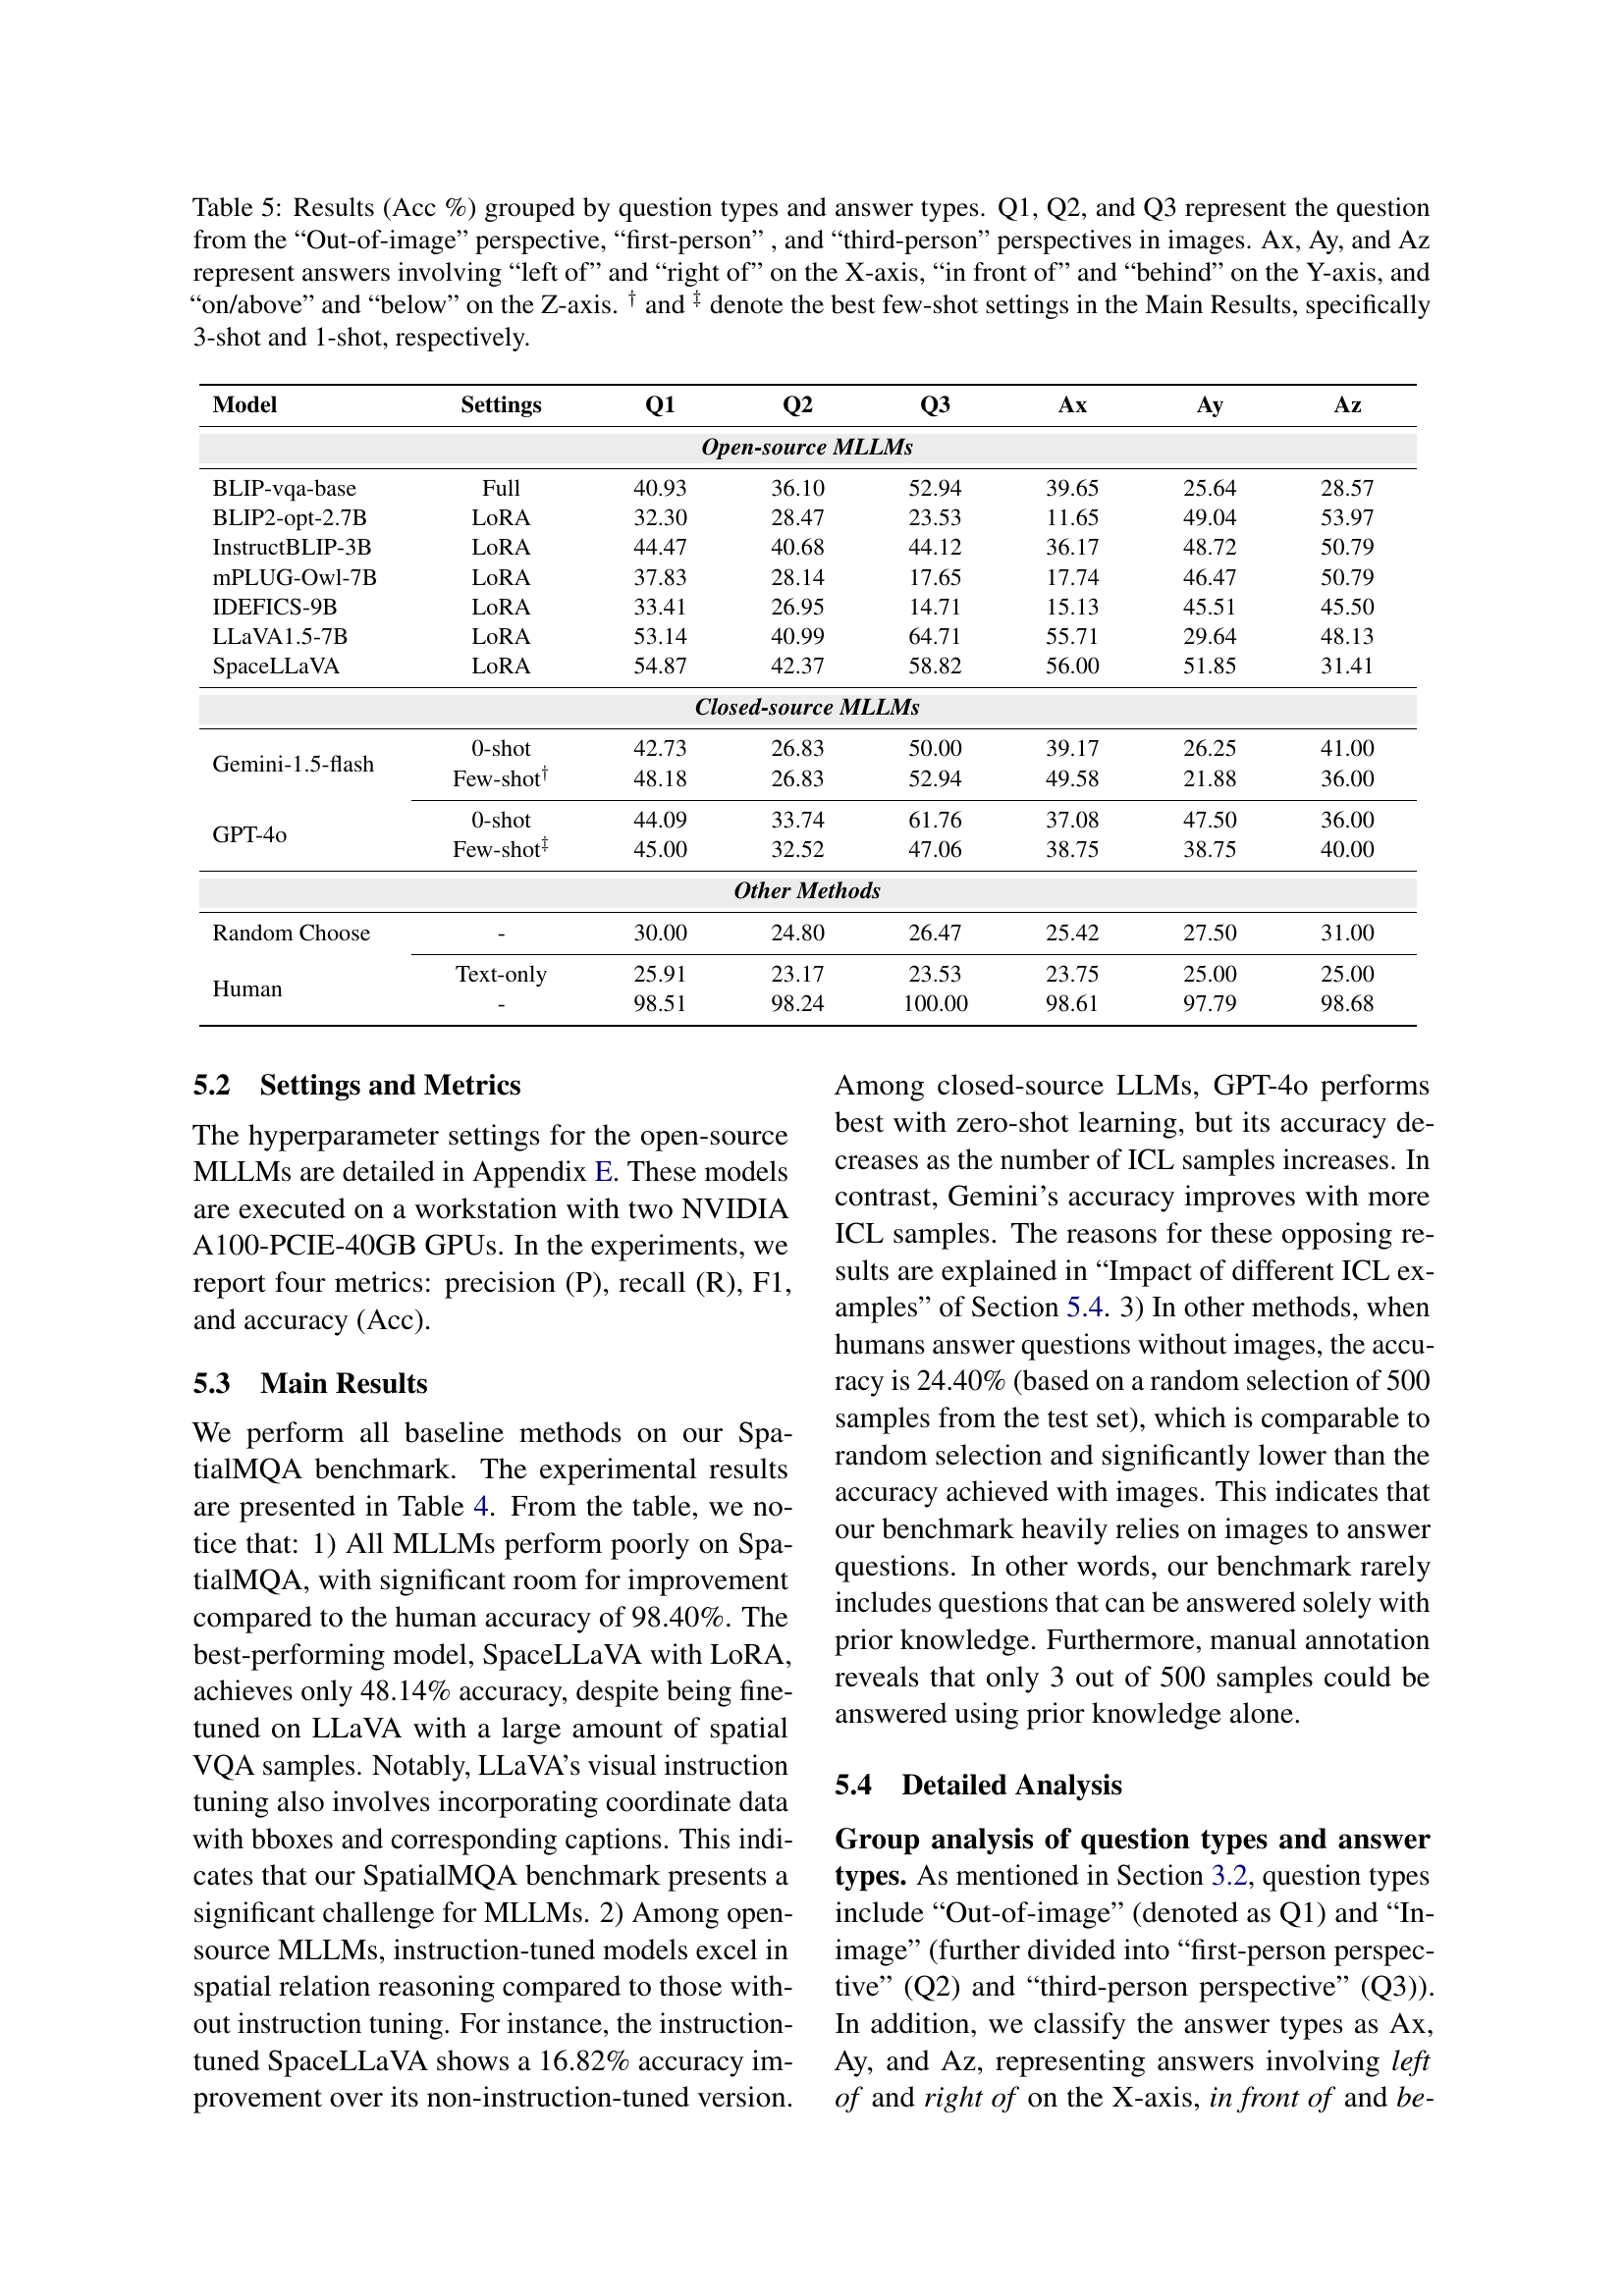 Table 5: Results (Acc %) grouped by question types and answer types. Q1, Q2, and Q3 represent the question
from the “Out-of-image” perspective, “first-person” , and “third-person” perspectives in images. Ax, Ay, and Az
represent answers involving “left of” and “right of” on the X-axis, “in front of” and “behind” on the Y-axis, and
“on/above” and “below” on the Z-axis. † and ‡ denote the best few-shot settings in the Main Results, specifically
3-shot and 1-shot, respectively.
Model Settings Q1 Q2 Q3 Ax Ay Az
Open-source MLLMs
BLIP-vqa-base Full 40.93 36.10 52.94 39.65 25.64 28.57
BLIP2-opt-2.7B LoRA 32.30 28.47 23.53 11.65 49.04 53.97
InstructBLIP-3B LoRA 44.47 40.68 44.12 36.17 48.72 50.79
mPLUG-Owl-7B LoRA 37.83 28.14 17.65 17.74 46.47 50.79
IDEFICS-9B LoRA 33.41 26.95 14.71 15.13 45.51 45.50
LLaVA1.5-7B LoRA 53.14 40.99 64.71 55.71 29.64 48.13
SpaceLLaVA LoRA 54.87 42.37 58.82 56.00 51.85 31.41
Closed-source MLLMs
Gemini-1.5-flash 0-shot 42.73 26.83 50.00 39.17 26.25 41.00
Few-shot† 48.18 26.83 52.94 49.58 21.88 36.00
GPT-4o 0-shot 44.09 33.74 61.76 37.08 47.50 36.00
Few-shot‡ 45.00 32.52 47.06 38.75 38.75 40.00
Other Methods
Random Choose - 30.00 24.80 26.47 25.42 27.50 31.00
Human Text-only 25.91 23.17 23.53 23.75 25.00 25.00
- 98.51 98.24 100.00 98.61 97.79 98.68
5.2 Settings and Metrics
The hyperparameter settings for the open-source
MLLMs are detailed in Appendix E. These models
are executed on a workstation with two NVIDIA
A100-PCIE-40GB GPUs. In the experiments, we
report four metrics: precision (P), recall (R), F1,
and accuracy (Acc).
5.3 Main Results
We perform all baseline methods on our Spa-
tialMQA benchmark. The experimental results
are presented in Table 4. From the table, we no-
tice that: 1) All MLLMs perform poorly on Spa-
tialMQA, with significant room for improvement
compared to the human accuracy of 98.40%. The
best-performing model, SpaceLLaVA with LoRA,
achieves only 48.14% accuracy, despite being fine-
tuned on LLaVA with a large amount of spatial
VQA samples. Notably, LLaVA’s visual instruction
tuning also involves incorporating coordinate data
with bboxes and corresponding captions. This indi-
cates that our SpatialMQA benchmark presents a
significant challenge for MLLMs. 2) Among open-
source MLLMs, instruction-tuned models excel in
spatial relation reasoning compared to those with-
out instruction tuning. For instance, the instruction-
tuned SpaceLLaVA shows a 16.82% accuracy im-
provement over its non-instruction-tuned version.
Among closed-source LLMs, GPT-4o performs
best with zero-shot learning, but its accuracy de-
creases as the number of ICL samples increases. In
contrast, Gemini’s accuracy improves with more
ICL samples. The reasons for these opposing re-
sults are explained in “Impact of different ICL ex-
amples” of Section 5.4. 3) In other methods, when
humans answer questions without images, the accu-
racy is 24.40% (based on a random selection of 500
samples from the test set), which is comparable to
random selection and significantly lower than the
accuracy achieved with images. This indicates that
our benchmark heavily relies on images to answer
questions. In other words, our benchmark rarely
includes questions that can be answered solely with
prior knowledge. Furthermore, manual annotation
reveals that only 3 out of 500 samples could be
answered using prior knowledge alone.
5.4 Detailed Analysis
Group analysis of question types and answer
types. As mentioned in Section 3.2, question types
include “Out-of-image” (denoted as Q1) and “In-
image” (further divided into “first-person perspec-
tive” (Q2) and “third-person perspective” (Q3)).
In addition, we classify the answer types as Ax,
Ay, and Az, representing answers involving left
of and right of on the X-axis, in front of and be-